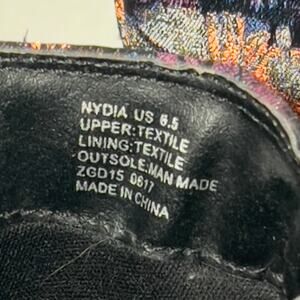 NYDIA US 6.5
UPPER:TEXTILE
LINING:TEXTILE
OUTSOLE:MAN MADE
ZGD15 0617
MADE IN CHINA